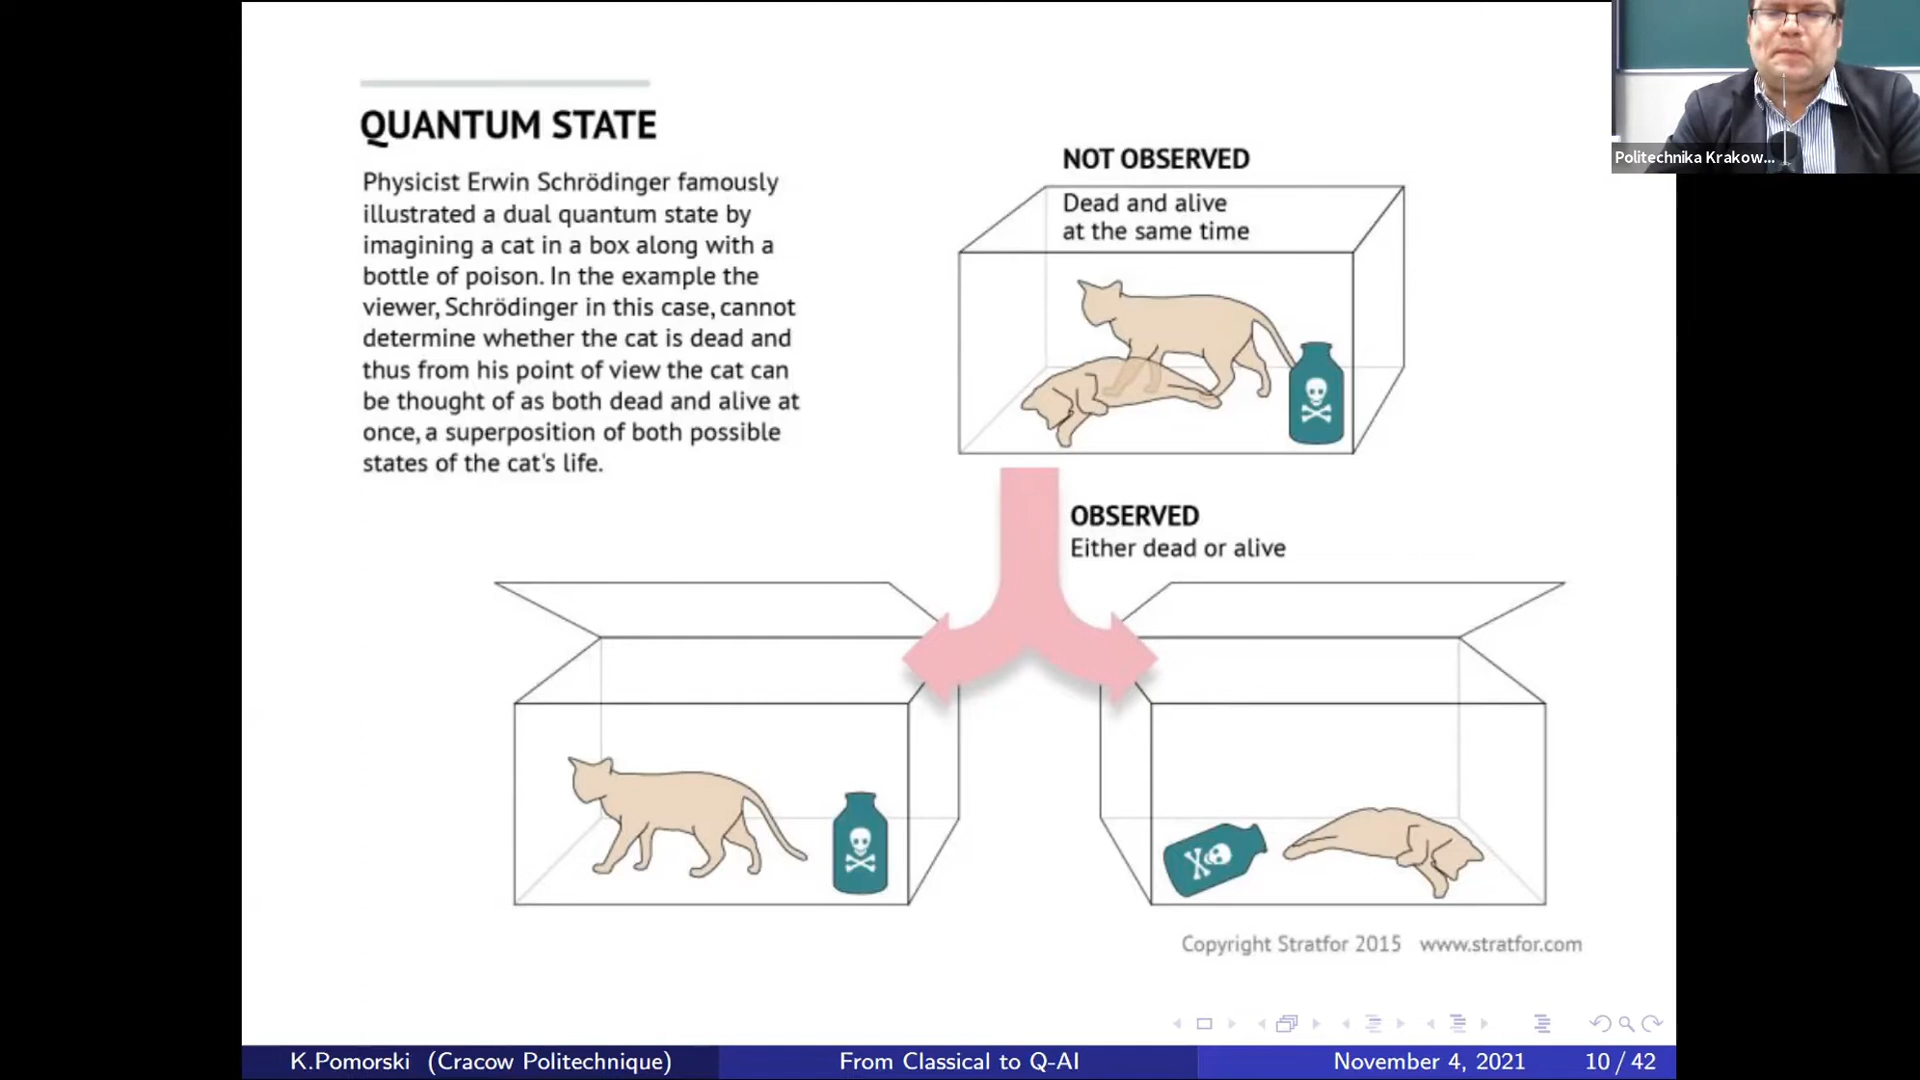 QUANTUM STATE
Physicist Erwin Schrödinger famously
illustrated a dual quantum state by
imagining a cat in a box along with a
bottle of poison. In the example the
viewer, Schrödinger in this case, cannot
determine whether the cat is dead and
thus from his point of view the cat can
be thought of as both dead and alive at
once, a superposition of both possible
states of the cat's life.
NOT OBSERVED
Dead and alive
at the same time
OBSERVED
Either dead or alive
Copyright Stratfor 2015 www.stratfor.com
Politechnika Krakow...
K.Pomorski (Cracow Politechnique) From Classical to Q-AI November 4, 2021 10 / 42